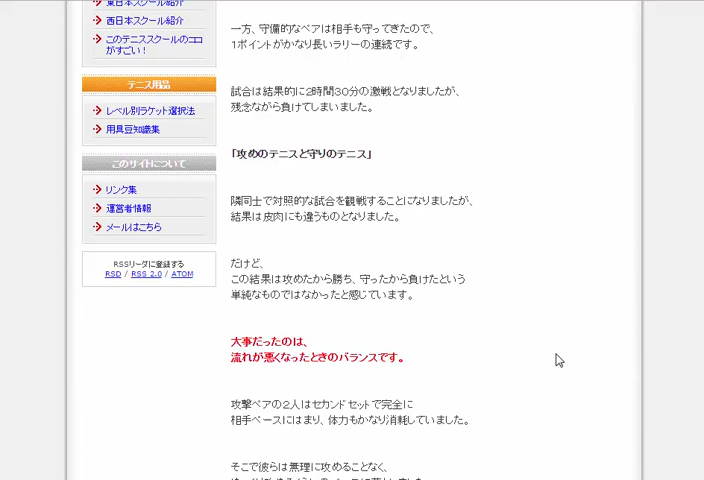 東日本スクール紹介
西日本スクール紹介
このテニススクールのココ
がすごい！
テニス用品
レベル別ラケット選択法
用具豆知識集
このサイトについて
リンク集
運営者情報
メールはこちら
RSSリーダに登録する
RSD / RSS 2.0 / ATOM
一方、守備的なペアは相手も守ってきたので、
1ポイントがかなり長いラリーの連続です。
試合は結果的に2時間30分の激戦となりましたが、
残念ながら負けてしまいました。
「攻めのテニスと守りのテニス」
隣同士で対照的な試合を観戦することになりましたが、
結果は皮肉にも違うものとなりました。
だけど、
この結果は攻めたから勝ち、守ったから負けたという
単純なものではなかったと感じています。
大事だったのは、
流れが悪くなったときのバランスです。
攻撃ペアの2人はセカンドセットで完全に
相手ペースにはまり、体力もかなり消耗していました。
そこで彼らは無理に攻めることなく、